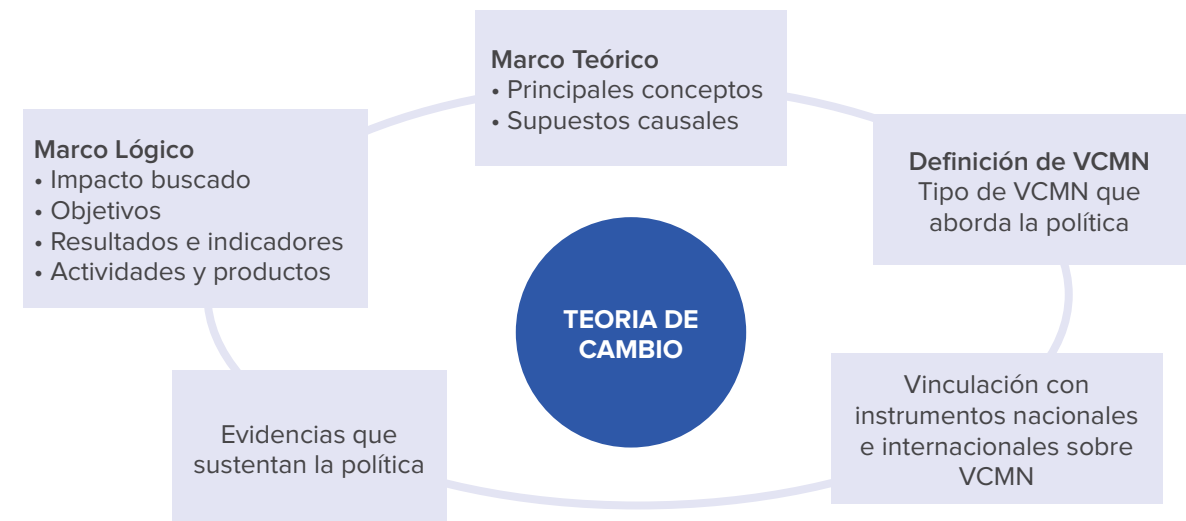 Marco Teórico
• Principales conceptos
• Supuestos causales
Marco Lógico
• Impacto buscado
• Objetivos
• Resultados e indicadores
• Actividades y productos
Definición de VCMN
Tipo de VCMN que
aborda la política
TEORIA DE
CAMBIO
Evidencias que
sustentan la política
Vinculación con
instrumentos nacionales
e internacionales sobre
VCMN